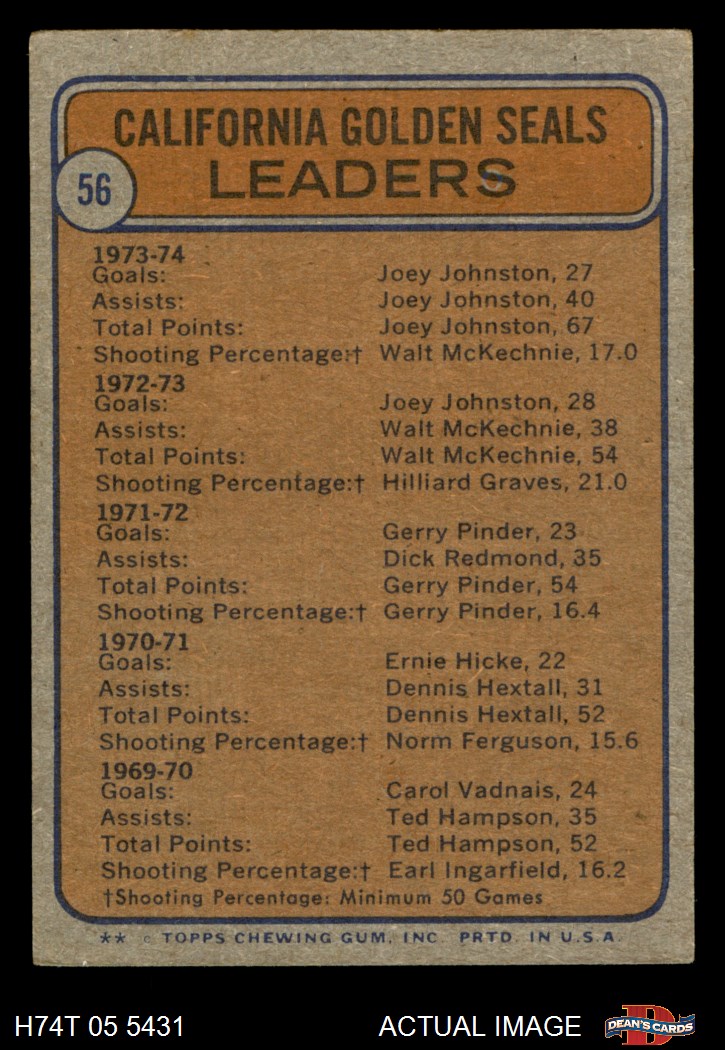 CALIFORNIA GOLDEN SEALS
LEADERS
56
1973-74
Goals: Joey Johnston, 27
Assists: Joey Johnston, 40
Total Points: Joey Johnston, 67
Shooting Percentage:† Walt McKechnie, 17.0
1972-73
Goals: Joey Johnston, 28
Assists: Walt McKechnie, 38
Total Points: Walt McKechnie, 54
Shooting Percentage:† Hilliard Graves, 21.0
1971-72
Goals: Gerry Pinder, 23
Assists: Dick Redmond, 35
Total Points: Gerry Pinder, 54
Shooting Percentage:† Gerry Pinder, 16.4
1970-71
Goals: Ernie Hicke, 22
Assists: Dennis Hextall, 31
Total Points: Dennis Hextall, 52
Shooting Percentage:† Norm Ferguson, 15.6
1969-70
Goals: Carol Vadnais, 24
Assists: Ted Hampson, 35
Total Points: Ted Hampson, 52
Shooting Percentage:† Earl Ingarfield, 16.2
†Shooting Percentage: Minimum 50 Games
** © TOPPS CHEWING GUM, INC. PRTD. IN U.S.A.
H74T 05 5431 ACTUAL IMAGE
D
DEAN'S CARDS